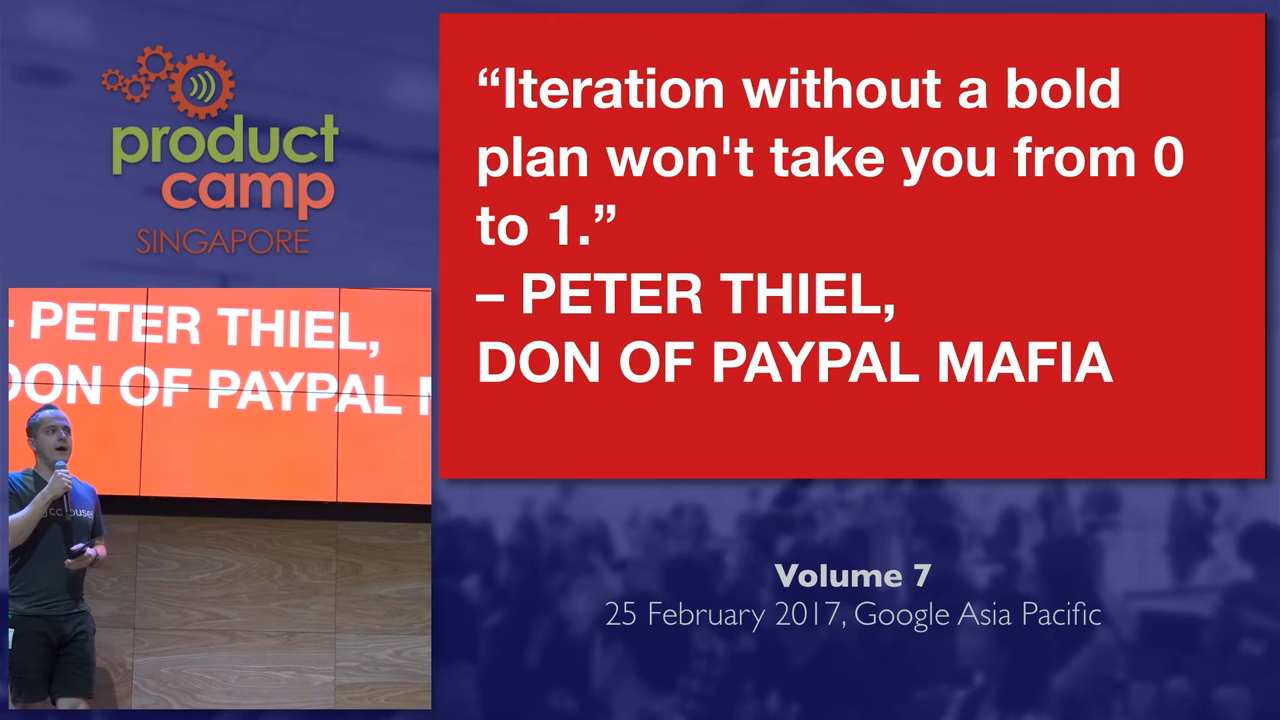 product
camp
SINGAPORE
“Iteration without a bold
plan won't take you from 0
to 1.”
– PETER THIEL,
DON OF PAYPAL MAFIA
- PETER THIEL,
DON OF PAYPAL
Volume 7
25 February 2017, Google Asia Pacific